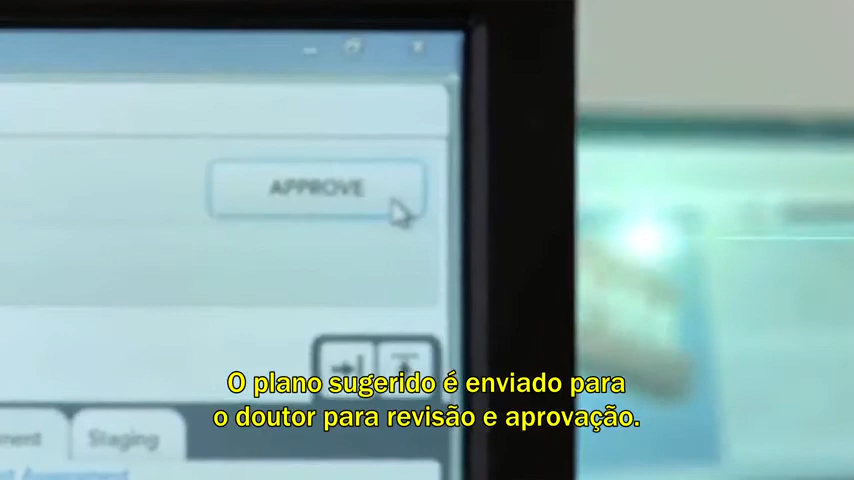 APPROVE
Staging
O plano sugerido é enviado para
o doutor para revisão e aprovação.